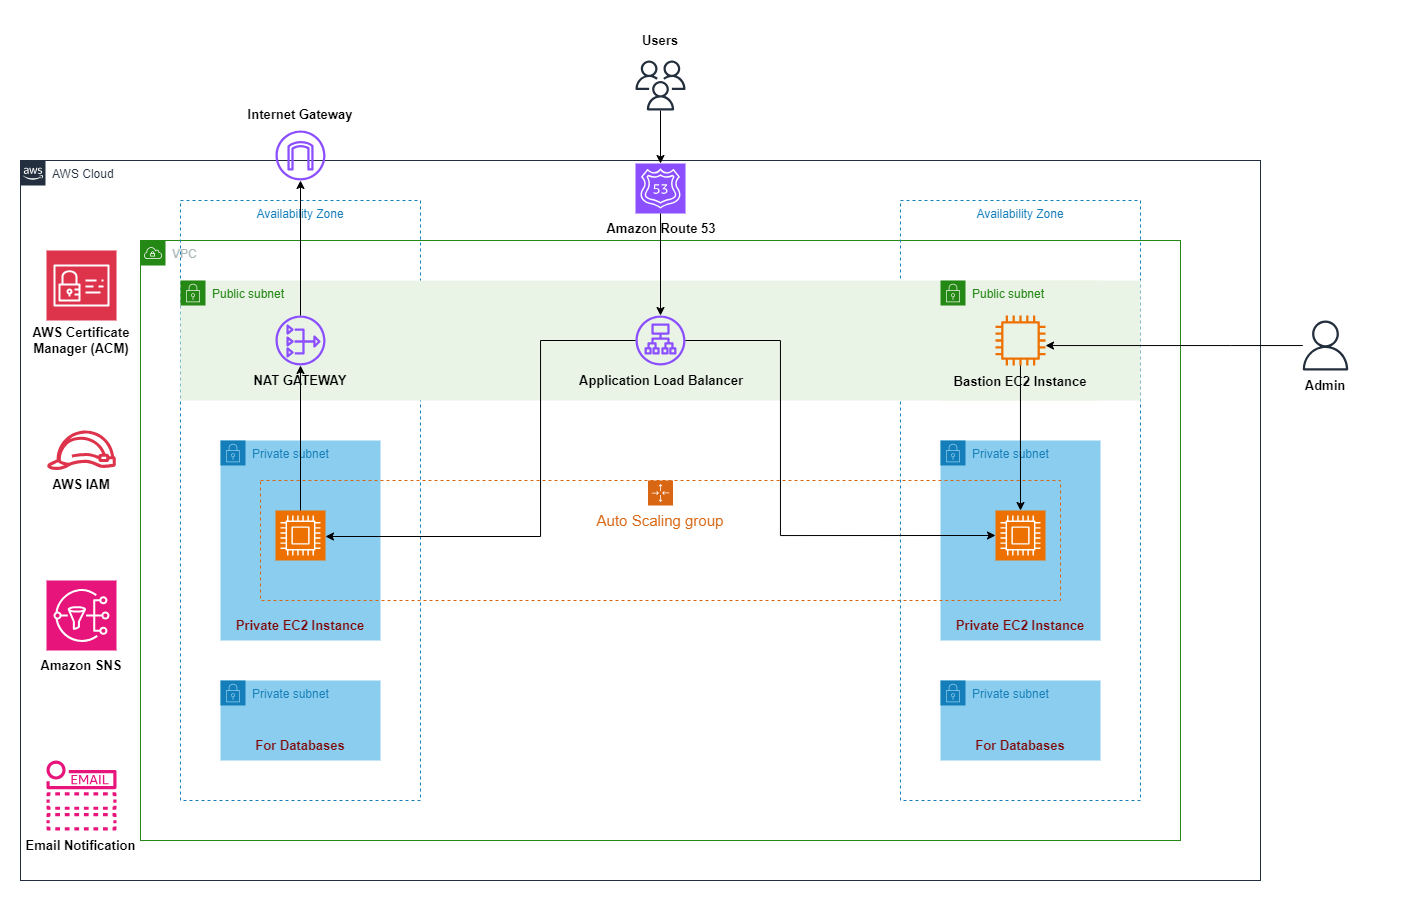 Users
Internet Gateway
aws
AWS Cloud
53
Amazon Route 53
Availability Zone
Availability Zone
VPC
Public subnet
Public subnet
AWS Certificate
Manager (ACM)
NAT GATEWAY
Application Load Balancer
Bastion EC2 Instance
Admin
Private subnet
Private subnet
AWS IAM
Auto Scaling group
Private EC2 Instance
Private EC2 Instance
Amazon SNS
Private subnet
Private subnet
For Databases
For Databases
EMAIL
Email Notification